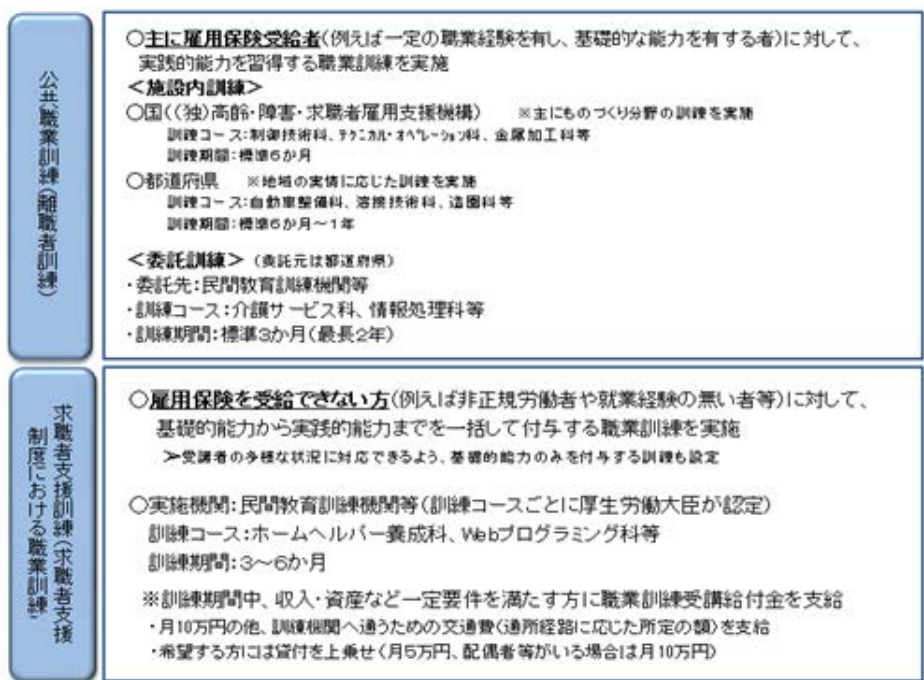 公共職業訓練(離職者訓練)
○主に雇用保険受給者(例えば一定の職業経験を有し、基礎的な能力を有する者)に対して、
実践的能力を習得する職業訓練を実施
<施設内訓練>
○国((独)高齢・障害・求職者雇用支援機構) ※主にものづくり分野の訓練を実施
訓練コース:制御技術科、テクニカル・オペレーション科、金属加工科等
訓練期間:標準6か月
○都道府県 ※地域の実情に応じた訓練を実施
訓練コース:自動車整備科、溶接技術科、造園科等
訓練期間:標準6か月~1年
<委託訓練>(委託元は都道府県)
・委託先:民間教育訓練機関等
・訓練コース:介護サービス科、情報処理科等
・訓練期間:標準3か月(最長2年)
求職者支援訓練(求職者支援
制度における職業訓練)
○雇用保険を受給できない方(例えば非正規労働者や就業経験の無い者等)に対して、
基礎的能力から実践的能力までを一括して付与する職業訓練を実施
➢受講者の多様な状況に対応できるよう、基礎的能力のみを付与する訓練も設定
○実施機関:民間教育訓練機関等(訓練コースごとに厚生労働大臣が認定)
訓練コース:ホームヘルパー養成科、Webプログラミング科等
訓練期間:3~6か月
※訓練期間中、収入・資産など一定要件を満たす方に職業訓練受講給付金を支給
・月10万円の他、訓練機関へ通うための交通費(通所経路に応じた所定の額)を支給
・希望する方には貸付を上乗せ(月5万円、配偶者等がいる場合は月10万円)